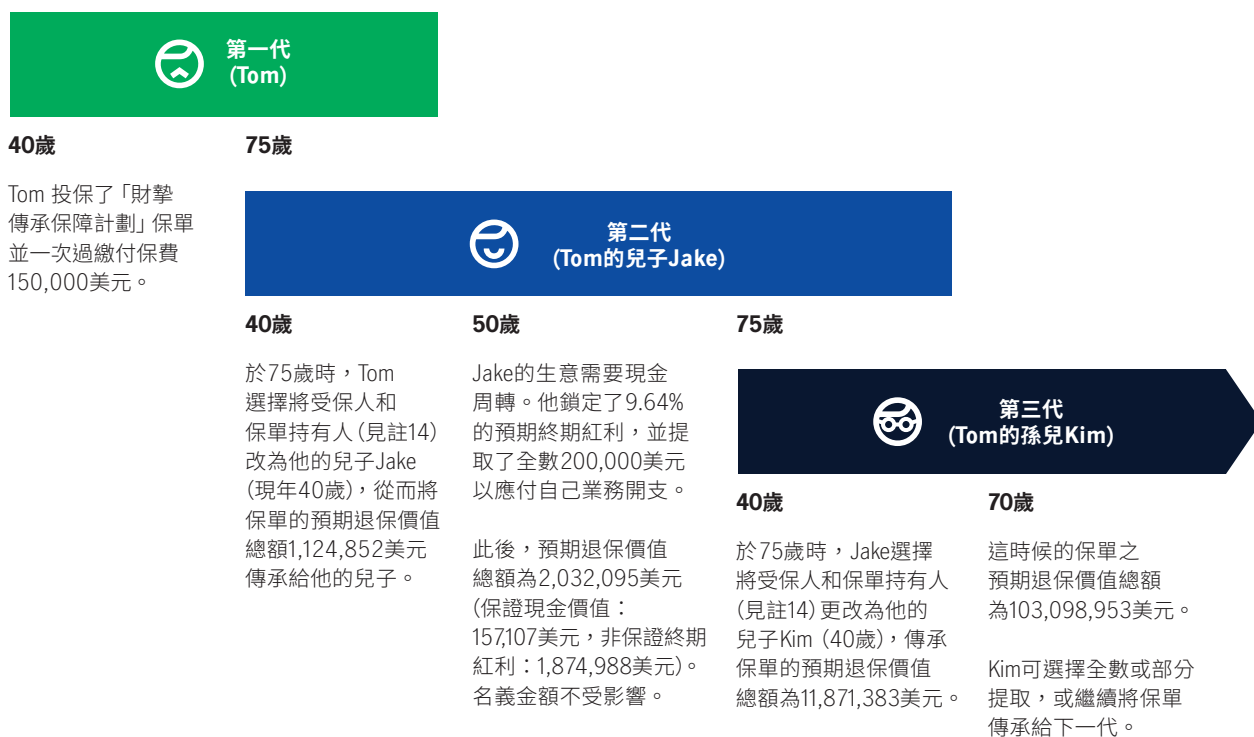 第一代
(Tom)
40歲
Tom 投保了「財摯
傳承保障計劃」保單
並一次過繳付保費
150,000美元。
75歲
第二代
(Tom的兒子Jake)
40歲
於75歲時，Tom
選擇將受保人和
保單持有人(見註14)
改為他的兒子Jake
(現年40歲)，從而將
保單的預期退保價值
總額1,124,852美元
傳承給他的兒子。
50歲
Jake的生意需要現金
周轉。他鎖定了9.64%
的預期終期紅利，並提
取了全數200,000美元
以應付自己業務開支。
此後，預期退保價值
總額為2,032,095美元
(保證現金價值：
157,107美元，非保證終期
紅利：1,874,988美元)。
名義金額不受影響。
75歲
第三代
(Tom的孫兒Kim)
40歲
於75歲時，Jake選擇
將受保人和保單持有人
(見註14)更改為他的
兒子Kim (40歲)，傳承
保單的預期退保價值
總額為11,871,383美元。
70歲
這時候的保單之
預期退保價值總額
為103,098,953美元。
Kim可選擇全數或部分
提取，或繼續將保單
傳承給下一代。